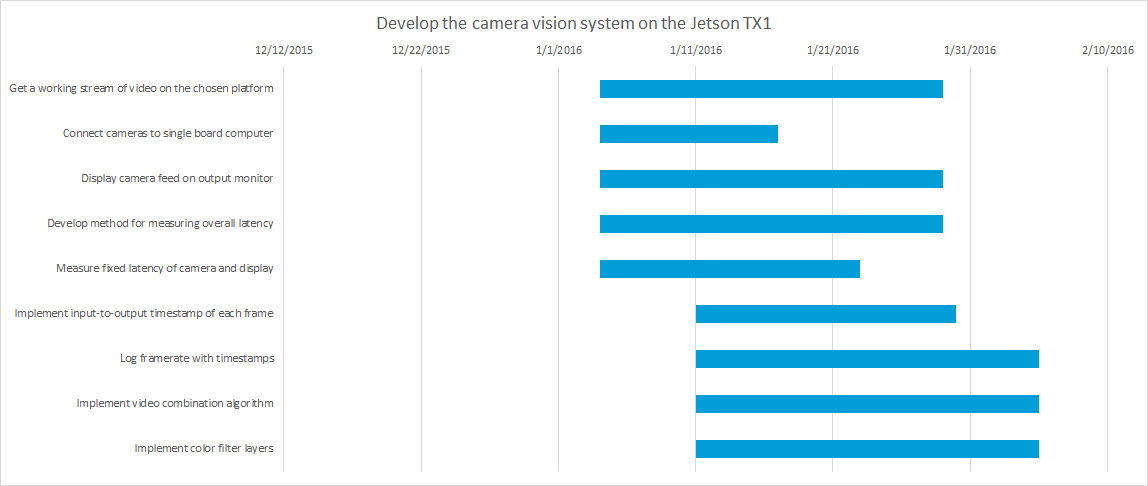 Develop the camera vision system on the Jetson TX1
12/12/2015 12/22/2015 1/1/2016 1/11/2016 1/21/2016 1/31/2016 2/10/2016
Get a working stream of video on the chosen platform
Connect cameras to single board computer
Display camera feed on output monitor
Develop method for measuring overall latency
Measure fixed latency of camera and display
Implement input-to-output timestamp of each frame
Log framerate with timestamps
Implement video combination algorithm
Implement color filter layers